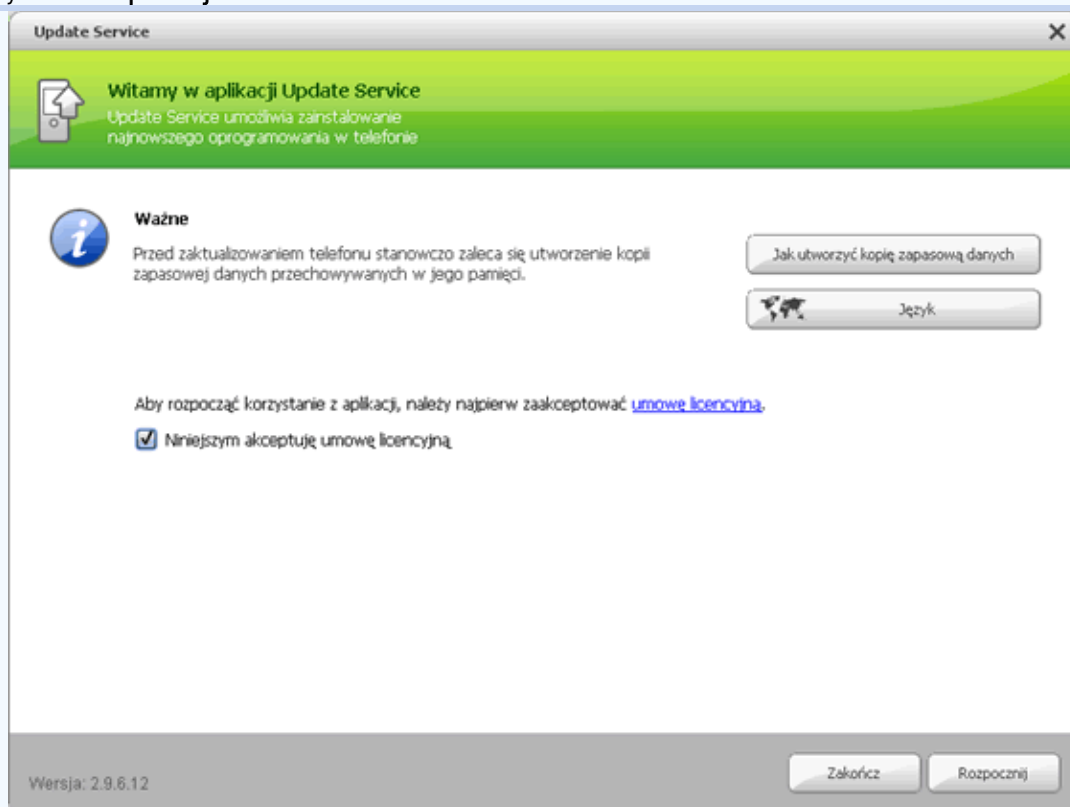 Update Service
Witamy w aplikacji Update Service
Update Service umożliwia zainstalowanie
najnowszego oprogramowania w telefonie
Ważne
Przed zaktualizowaniem telefonu stanowczo zaleca się utworzenie kopii
zapasowej danych przechowywanych w jego pamięci.
Jak utworzyć kopię zapasową danych
Język
Aby rozpocząć korzystanie z aplikacji, należy najpierw zaakceptować umowę licencyjną.
Niniejszym akceptuję umowę licencyjną
Wersja: 2.9.6.12
Zakończ
Rozpocznij